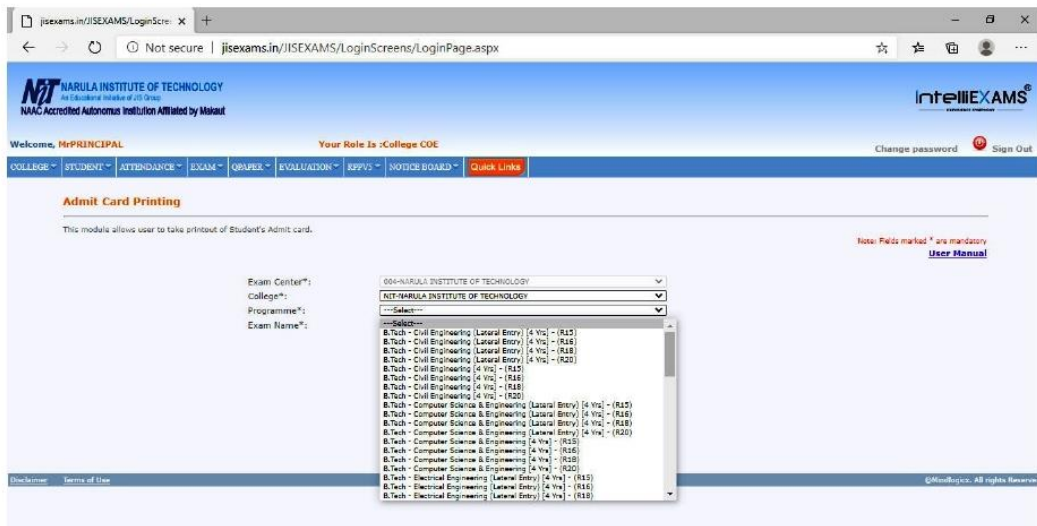 jisexams.in/JISEXAMS/LoginScre
Not secure | jisexams.in/JISEXAMS/LoginScreens/LoginPage.aspx
NiT NARULA INSTITUTE OF TECHNOLOGY
An Educational Initiative of JIS Group
NAAC Accredited Autonomus Institution Affiliated by Makaut
IntelliEXAMS®
Welcome, MrPRINCIPAL
Your Role Is :College COE
Change password
Sign Out
COLLEGE STUDENT ATTENDANCE EXAM QPAPER EVALUATION RPPVS NOTICE BOARD Quick Links
Admit Card Printing
This module allows user to take printout of Student's Admit card.
Note: Fields marked * are mandatory
User Manual
Exam Center*: 004-NARULA INSTITUTE OF TECHNOLOGY
College*: NIT-NARULA INSTITUTE OF TECHNOLOGY
Programme*: ---Select---
Exam Name*:
---Select---
B.Tech - Civil Engineering (Lateral Entry) [4 Yrs] - (R15)
B.Tech - Civil Engineering (Lateral Entry) [4 Yrs] - (R16)
B.Tech - Civil Engineering (Lateral Entry) [4 Yrs] - (R18)
B.Tech - Civil Engineering (Lateral Entry) [4 Yrs] - (R20)
B.Tech - Civil Engineering [4 Yrs] - (R15)
B.Tech - Civil Engineering [4 Yrs] - (R16)
B.Tech - Civil Engineering [4 Yrs] - (R18)
B.Tech - Civil Engineering [4 Yrs] - (R20)
B.Tech - Computer Science & Engineering (Lateral Entry) [4 Yrs] - (R15)
B.Tech - Computer Science & Engineering (Lateral Entry) [4 Yrs] - (R16)
B.Tech - Computer Science & Engineering (Lateral Entry) [4 Yrs] - (R18)
B.Tech - Computer Science & Engineering (Lateral Entry) [4 Yrs] - (R20)
B.Tech - Computer Science & Engineering [4 Yrs] - (R15)
B.Tech - Computer Science & Engineering [4 Yrs] - (R16)
B.Tech - Computer Science & Engineering [4 Yrs] - (R18)
B.Tech - Computer Science & Engineering [4 Yrs] - (R20)
B.Tech - Electrical Engineering (Lateral Entry) [4 Yrs] - (R15)
B.Tech - Electrical Engineering (Lateral Entry) [4 Yrs] - (R16)
B.Tech - Electrical Engineering (Lateral Entry) [4 Yrs] - (R18)
Disclaimer Terms of Use
©Mindlogicx. All rights Reserve